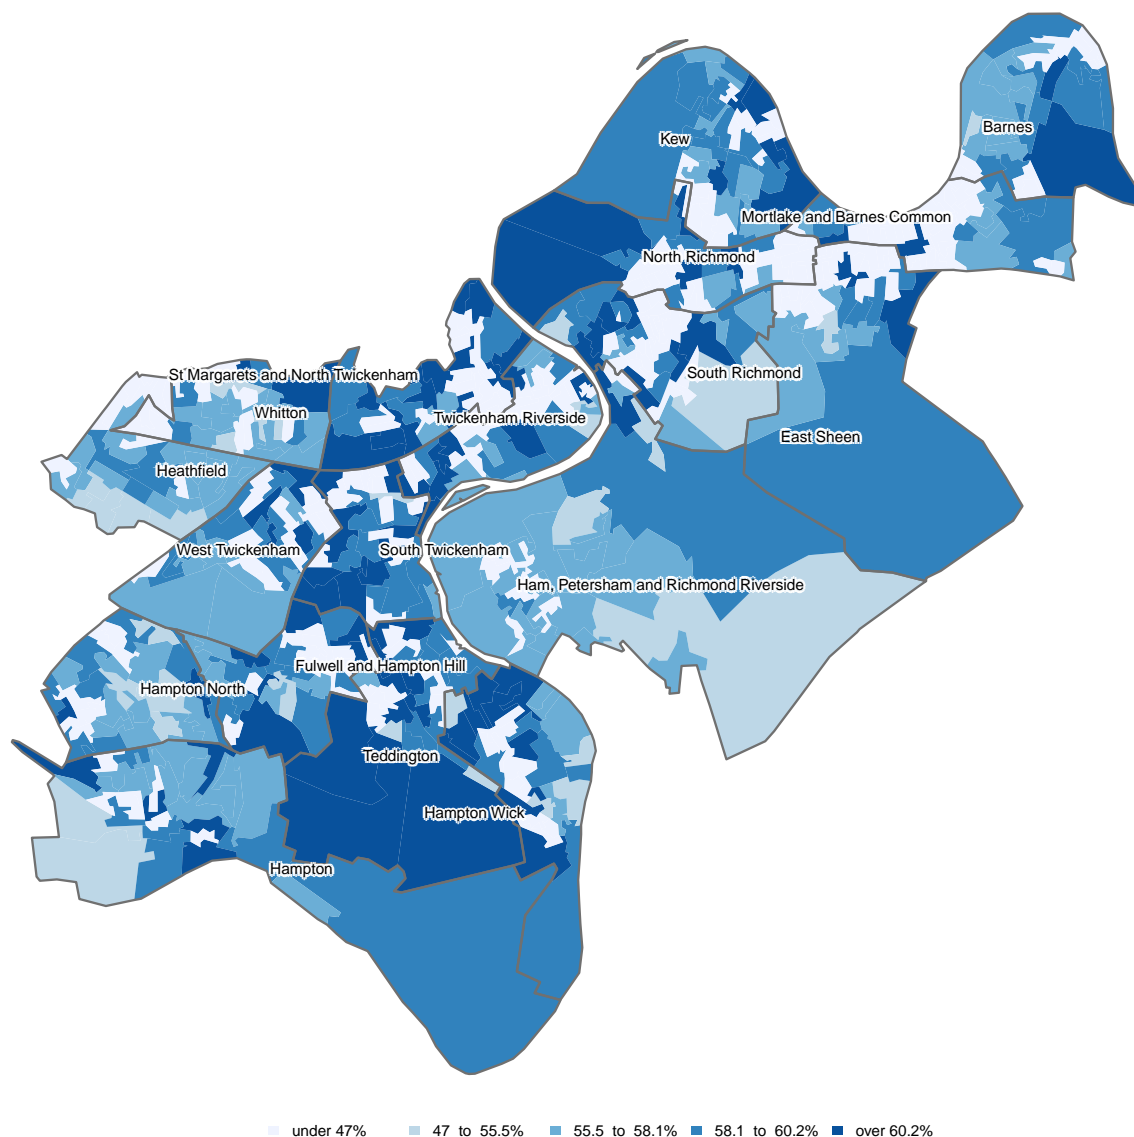 Barnes
Kew
Mortlake and Barnes Common
North Richmond
South Richmond
St Margarets and North Twickenham
Whitton
Twickenham Riverside
East Sheen
Heathfield
West Twickenham
South Twickenham
Ham, Petersham and Richmond Riverside
Fulwell and Hampton Hill
Hampton North
Teddington
Hampton Wick
Hampton
under 47%
47 to 55.5%
55.5 to 58.1%
58.1 to 60.2%
over 60.2%